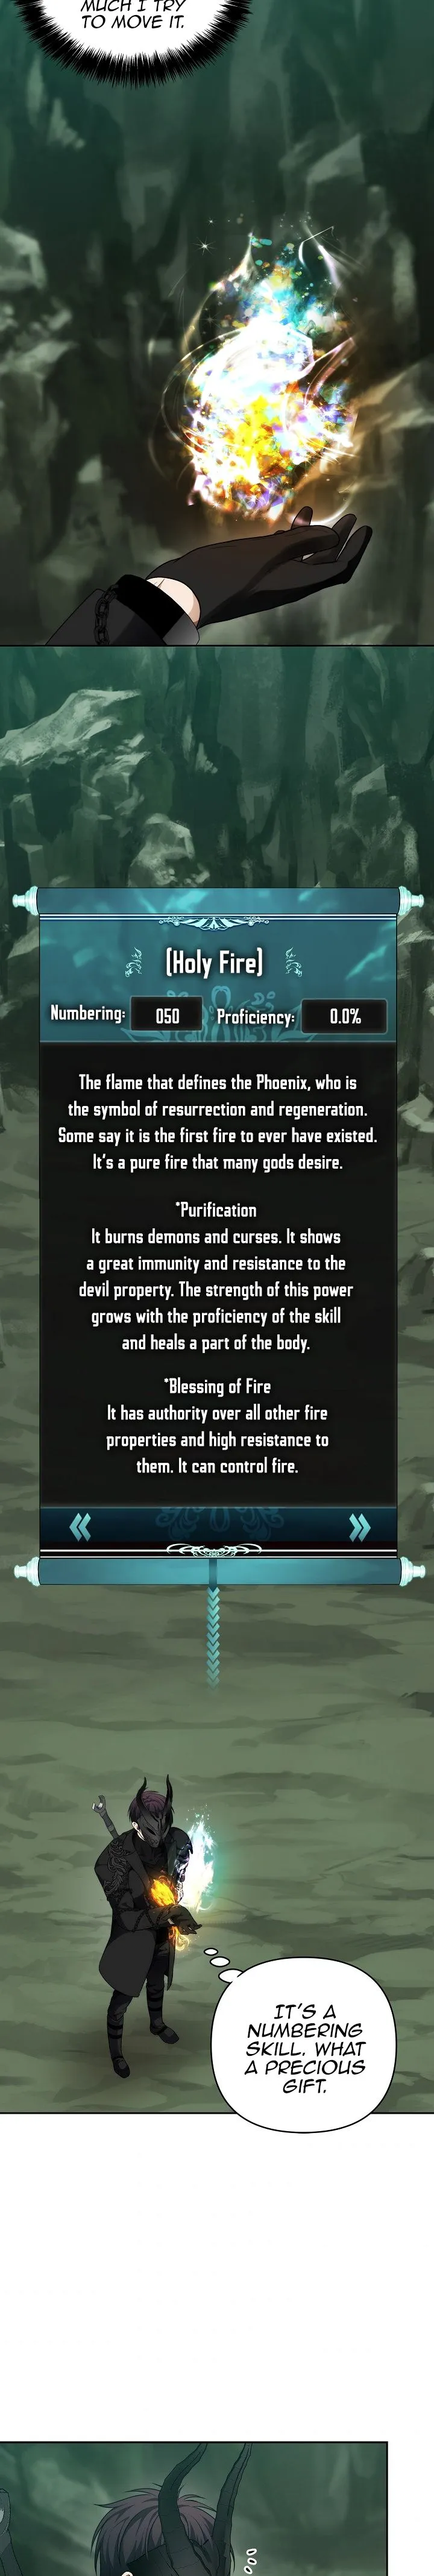 MUCH I TRY
TO MOVE IT.
[Holy Fire]
Numbering: 050 Proficiency: 0.0%
The flame that defines the Phoenix, who is
the symbol of resurrection and regeneration.
Some say it is the first fire to ever have existed.
It's a pure fire that many gods desire.
*Purification
It burns demons and curses. It shows
a great immunity and resistance to the
devil property. The strength of this power
grows with the proficiency of the skill
and heals a part of the body.
*Blessing of Fire
It has authority over all other fire
properties and high resistance to
them. It can control fire.
IT'S A
NUMBERING
SKILL. WHAT
A PRECIOUS
GIFT.